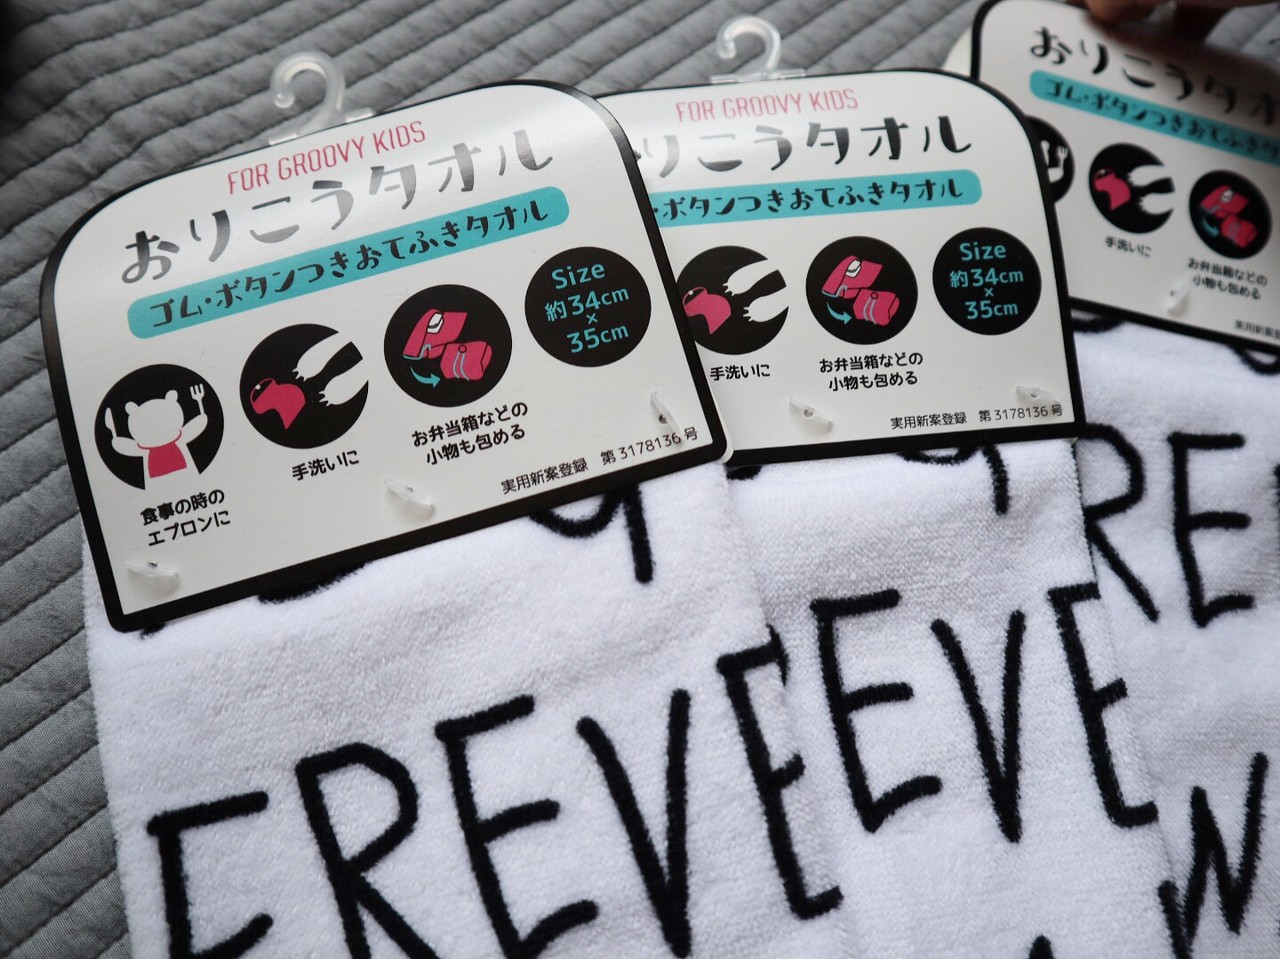 FOR GROOVY KIDS
おりこうタオル
ゴム・ボタンつきおてふきタオル
食事の時の
エプロンに
手洗いに
お弁当箱などの
小物も包める
Size
約34cm
×
35cm
実用新案登録 第3178136号
FOR GROOVY KIDS
りこうタオル
・ボタンつきおてふきタオル
手洗いに
お弁当箱などの
小物も包める
Size
約34cm
×
35cm
実用新案登録 第3178136号
おりこうタオ
ゴム・ボタンつきおてふきタ
手洗いに
お弁当箱などの
小物も包める
実用新案
EREVE
EVE
RE